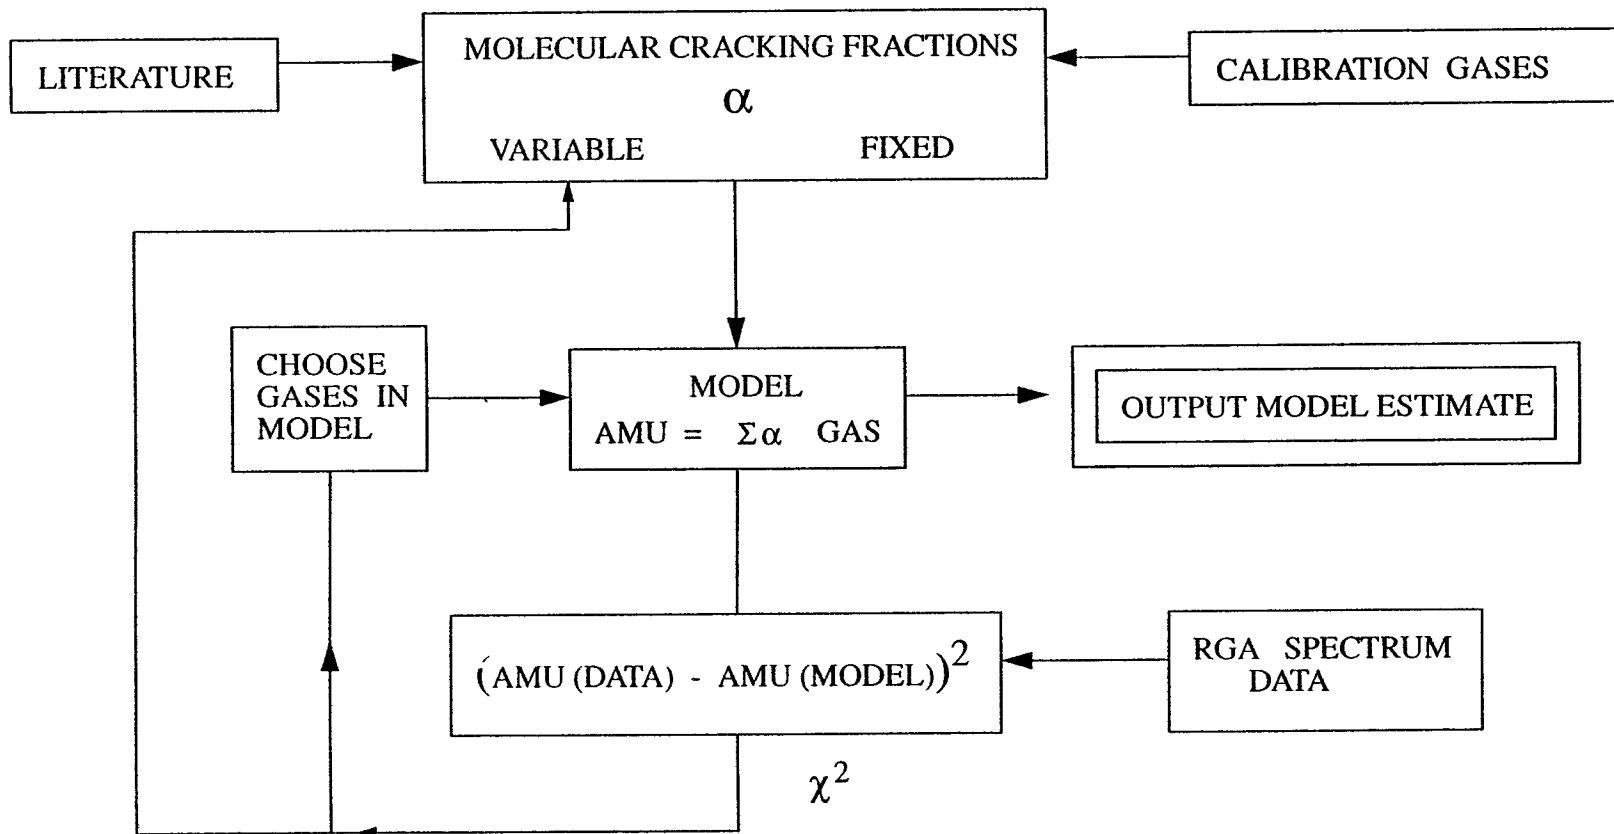 MOLECULAR CRACKING FRACTIONS
α
VARIABLE FIXED
LITERATURE
CALIBRATION GASES
CHOOSE
GASES IN
MODEL
MODEL
AMU = Σα GAS
OUTPUT MODEL ESTIMATE
(AMU (DATA) - AMU (MODEL))²
RGA SPECTRUM
DATA
χ²